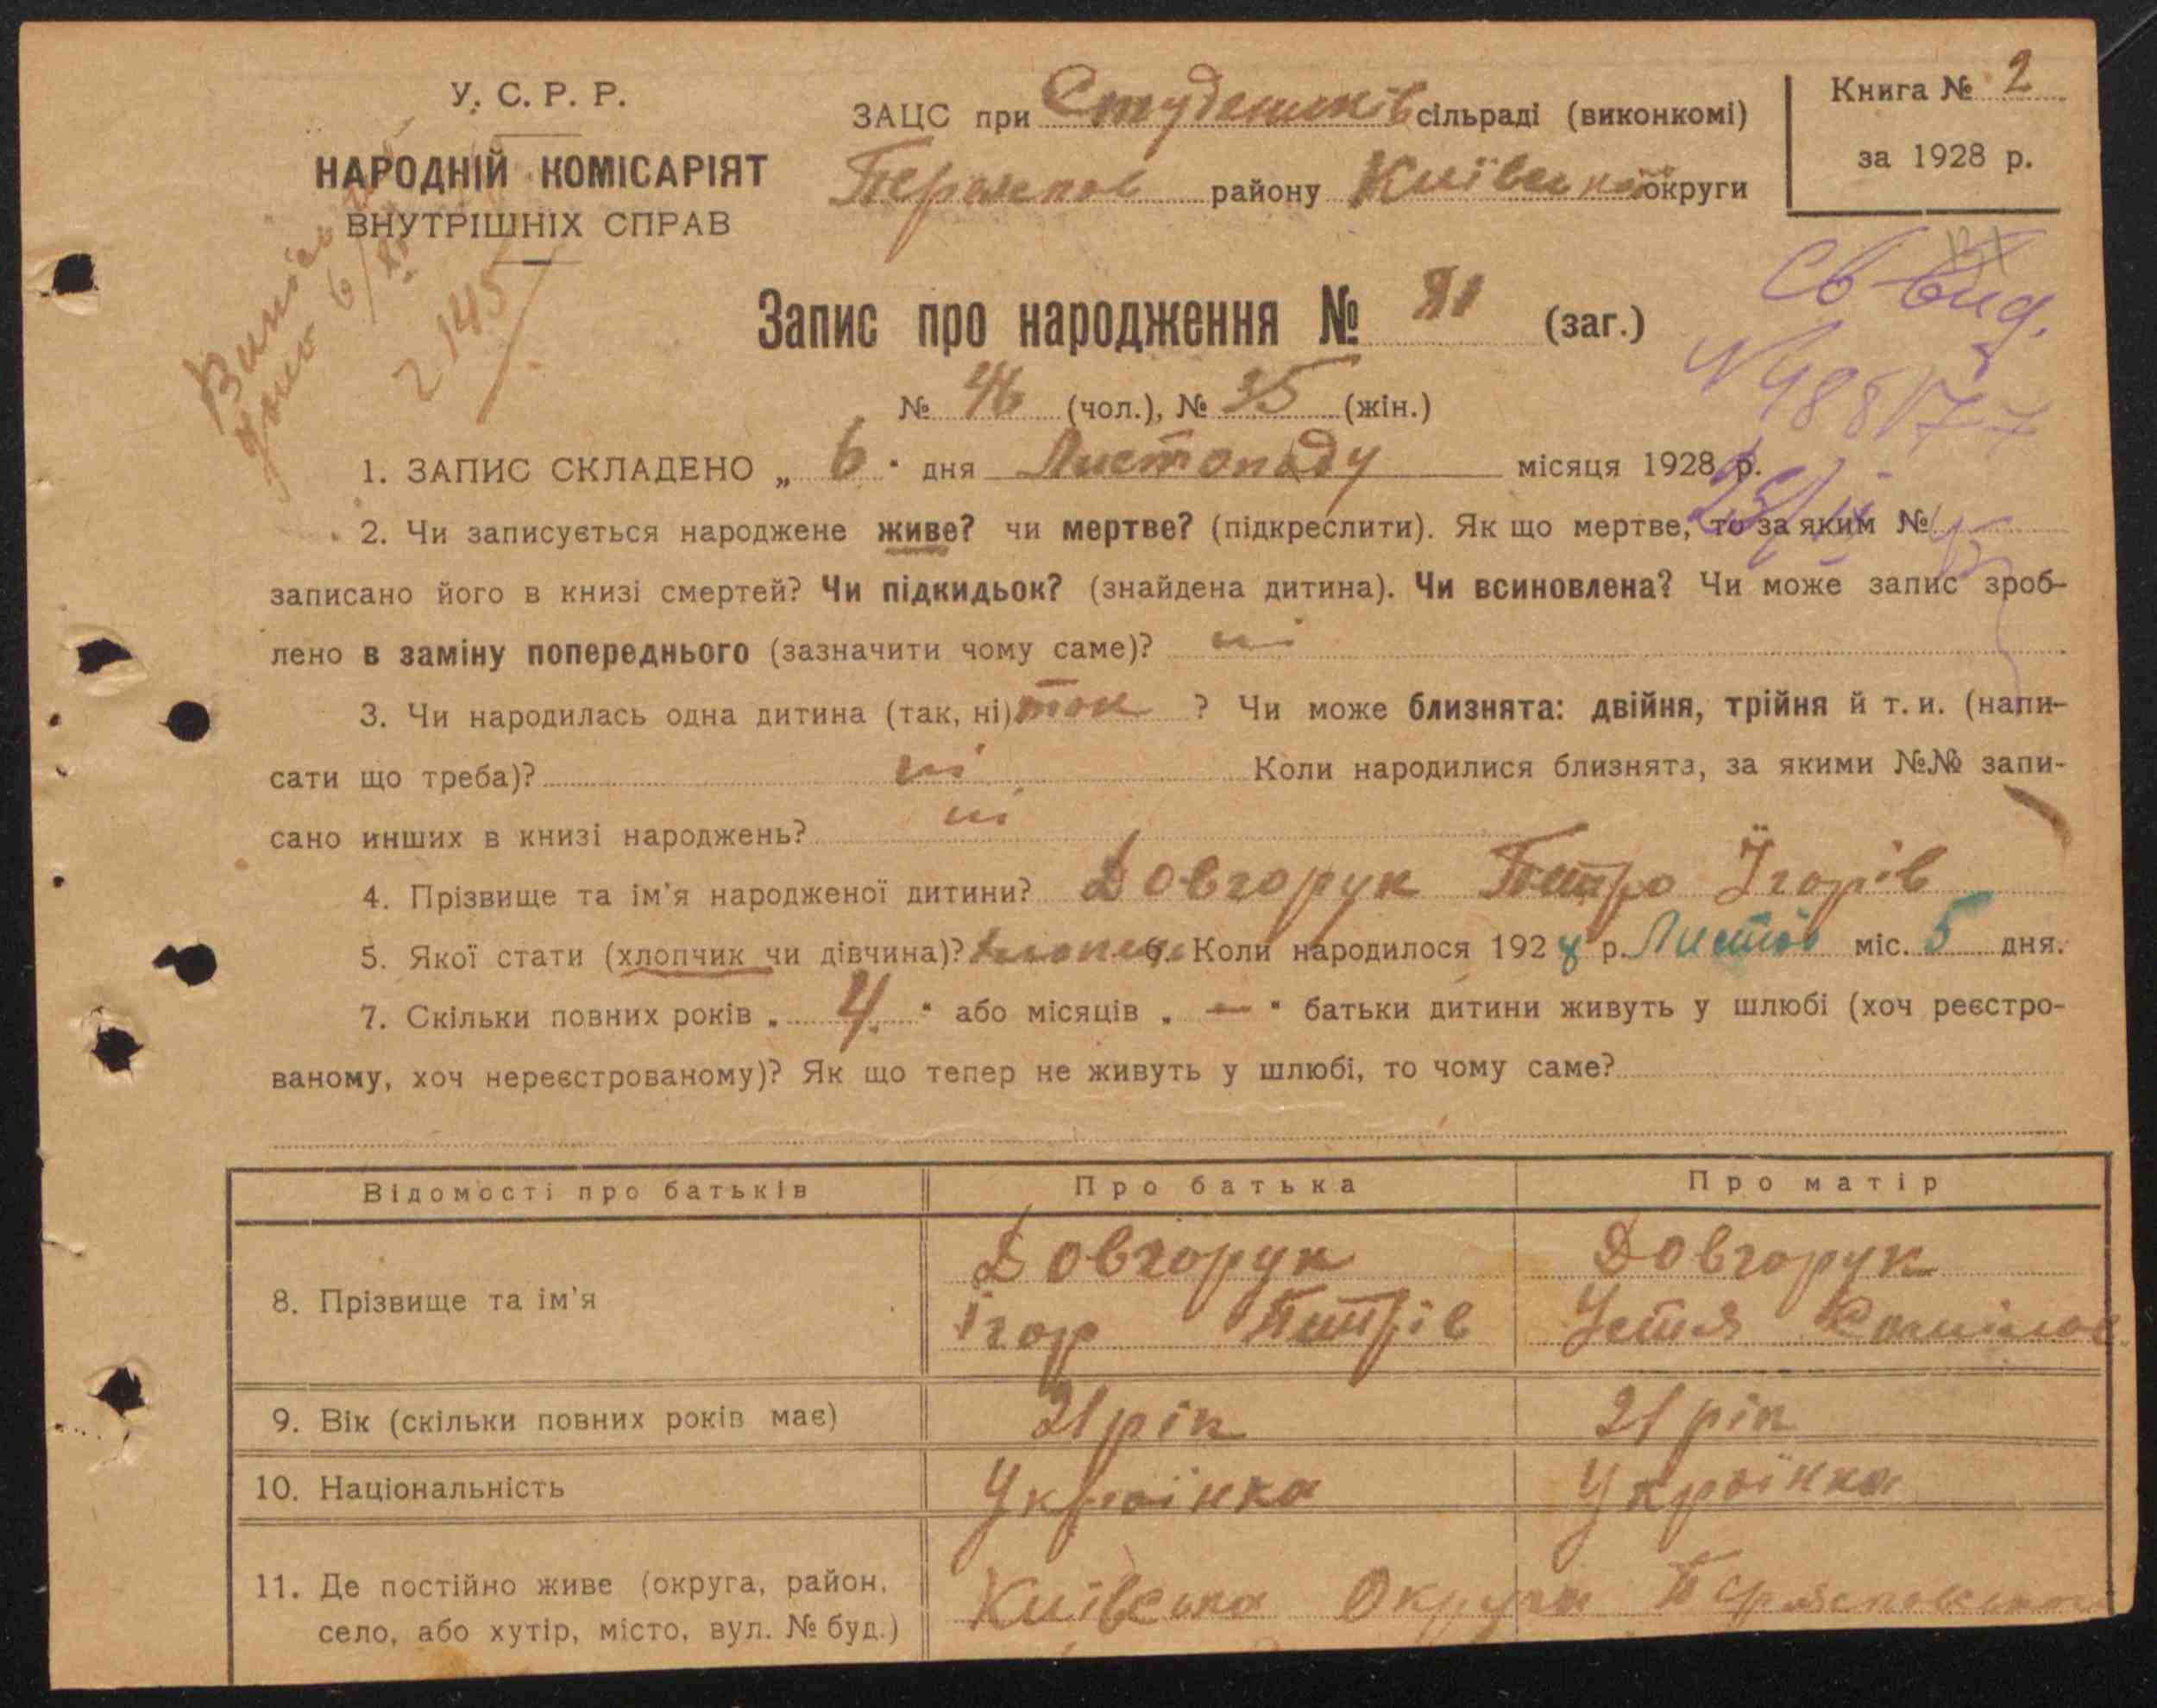 У. С. Р. Р.
НАРОДНІЙ КОМІСАРІЯТ
ВНУТРІШНІХ СПРАВ
ЗАЦС при Студеників сільраді (виконкомі)
Переяслов району Київської округи
Книга № 2
за 1928 р.
2145
Запис про народження № 81 (заг.)
№ 46 (чол.), № 35 (жін.)
Св вид.
N 488177
1. ЗАПИС СКЛАДЕНО „ 6 " дня Листопаду місяця 1928 р.
2. Чи записується народжене живе? чи мертве? (підкреслити). Як що мертве, то за яким №
записано його в книзі смертей? Чи підкидьок? (знайдена дитина). Чи всиновлена? Чи може запис зроб-
лено в заміну попереднього (зазначити чому саме)? ні
3. Чи народилась одна дитина (так, ні) так ? Чи може близнята: двійня, трійня й т. и. (напи-
сати що треба)? ні Коли народилися близнята, за якими №№ запи-
сано инших в книзі народжень? ні
4. Прізвище та ім'я народженої дитини? Довгорук Петро Ігорів
5. Якої стати (хлопчик чи дівчина)? хлопець 6. Коли народилося 1928 р. Листоп міс. 5 дня.
7. Скільки повних років „ 4 " або місяців „ — " батьки дитини живуть у шлюбі (хоч реєстро-
ваному, хоч нереєстрованому)? Як що тепер не живуть у шлюбі, то чому саме?
Відомості про батьків Про батька Про матір
8. Прізвище та ім'я Довгорук Довгорук
Ігор Петрів Устя
9. Вік (скільки повних років має) 21 рік 21 рік
10. Національність Українка Українка
11. Де постійно живе (округа, район, село, або хутір, місто, вул. № буд.) Київська Округа